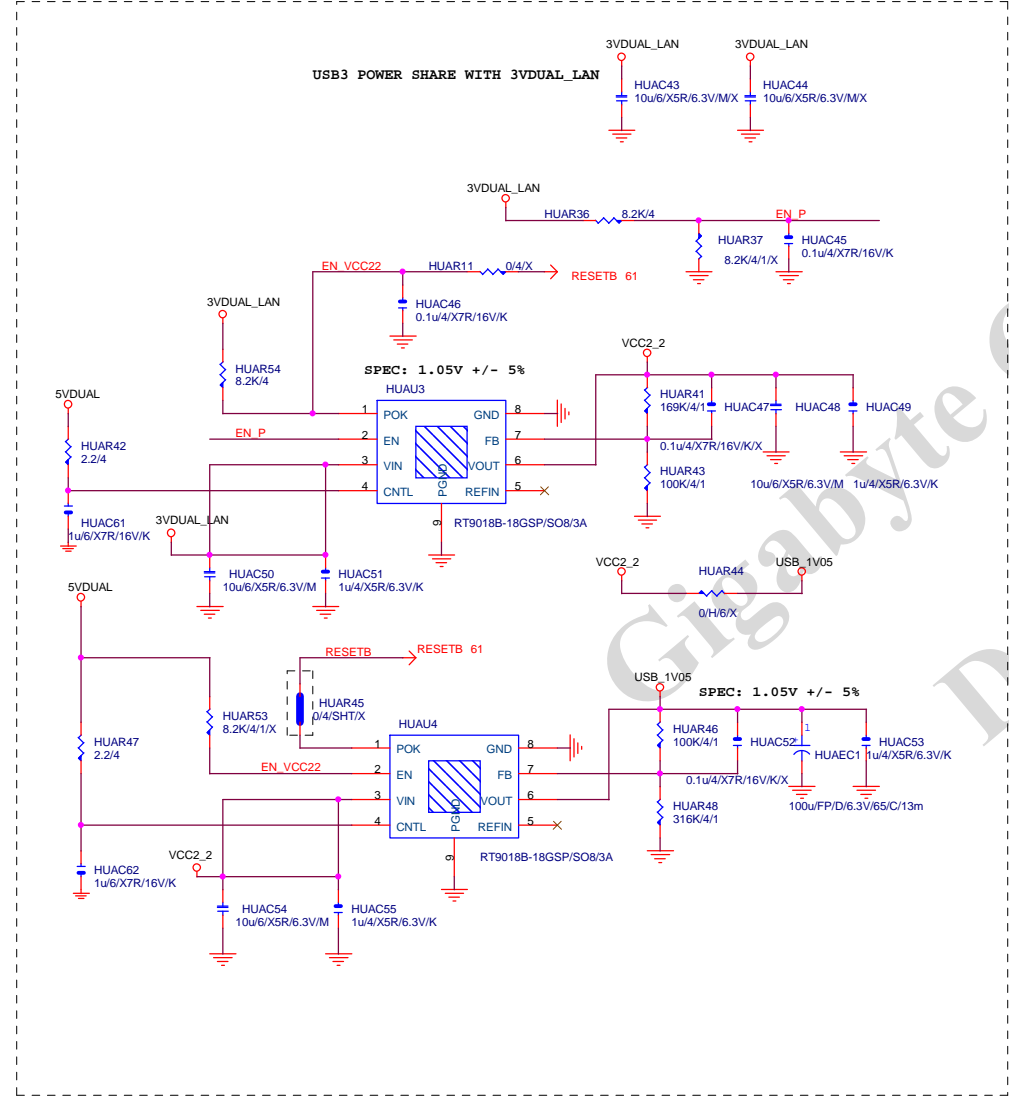 3VDUAL_LAN 3VDUAL_LAN
USB3 POWER SHARE WITH 3VDUAL_LAN
HUAC43
10u/6/X5R/6.3V/M/X
HUAC44
10u/6/X5R/6.3V/M/X
3VDUAL_LAN
HUAR36 8.2K/4 EN_P
HUAR37
8.2K/4/1/X
HUAC45
0.1u/4/X7R/16V/K
EN_VCC22 HUAR11 0/4/X RESETB 61
HUAC46
0.1u/4/X7R/16V/K
3VDUAL_LAN
HUAR54
8.2K/4
SPEC: 1.05V +/- 5%
HUAU3
VCC2_2
5VDUAL
HUAR42
2.2/4
EN_P
1 POK GND 8
2 EN FB 7
3 VIN VOUT 6
4 CNTL REFIN 5
PGND
9
RT9018B-18GSP/SO8/3A
HUAR41
169K/4/1
HUAC47 HUAC48 HUAC49
0.1u/4/X7R/16V/K/X
HUAR43
100K/4/1
10u/6/X5R/6.3V/M 1u/4/X5R/6.3V/K
HUAC61
1u/6/X7R/16V/K
3VDUAL_LAN
HUAC50
10u/6/X5R/6.3V/M
HUAC51
1u/4/X5R/6.3V/K
VCC2_2 HUAR44 USB_1V05
0/H/6/X
5VDUAL
RESETB RESETB 61
HUAR45
0/4/SHT/X
HUAR53
8.2K/4/1/X
HUAR47
2.2/4
EN_VCC22
HUAU4
1 POK GND 8
2 EN FB 7
3 VIN VOUT 6
4 CNTL REFIN 5
PGND
9
RT9018B-18GSP/SO8/3A
USB_1V05
SPEC: 1.05V +/- 5%
HUAR46
100K/4/1
HUAC52
0.1u/4/X7R/16V/K/X
1
+
HUAEC1
100u/FP/D/6.3V/65/C/13m
HUAC53
1u/4/X5R/6.3V/K
HUAR48
316K/4/1
HUAC62
1u/6/X7R/16V/K
VCC2_2
HUAC54
10u/6/X5R/6.3V/M
HUAC55
1u/4/X5R/6.3V/K
Gigabyte